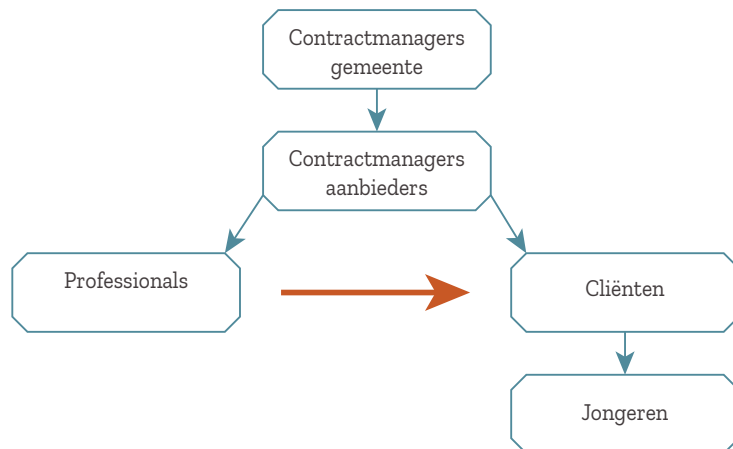 Contractmanagers
gemeente
Contractmanagers
aanbieders
Professionals
Cliënten
Jongeren